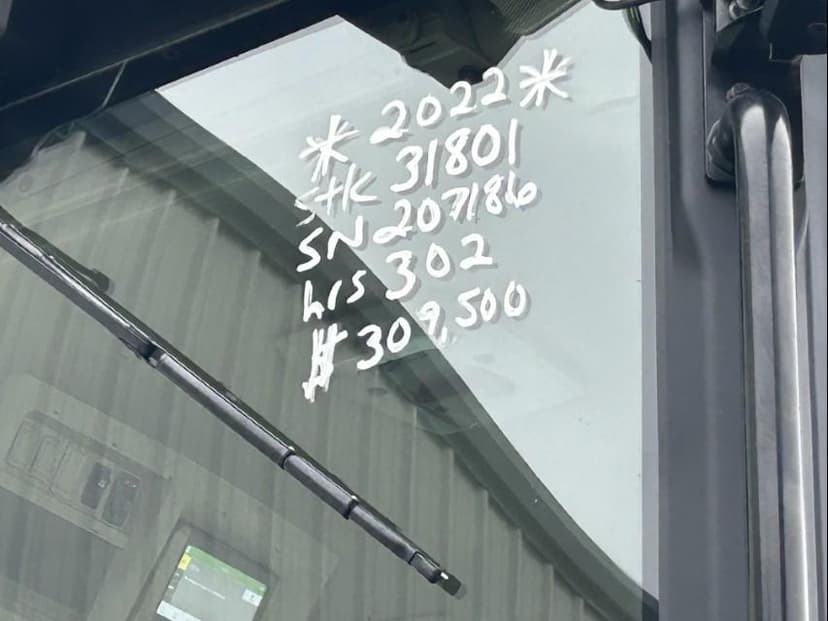 * 2022 *
stk 31801
SN 207186
hrs 302
$ 309,500